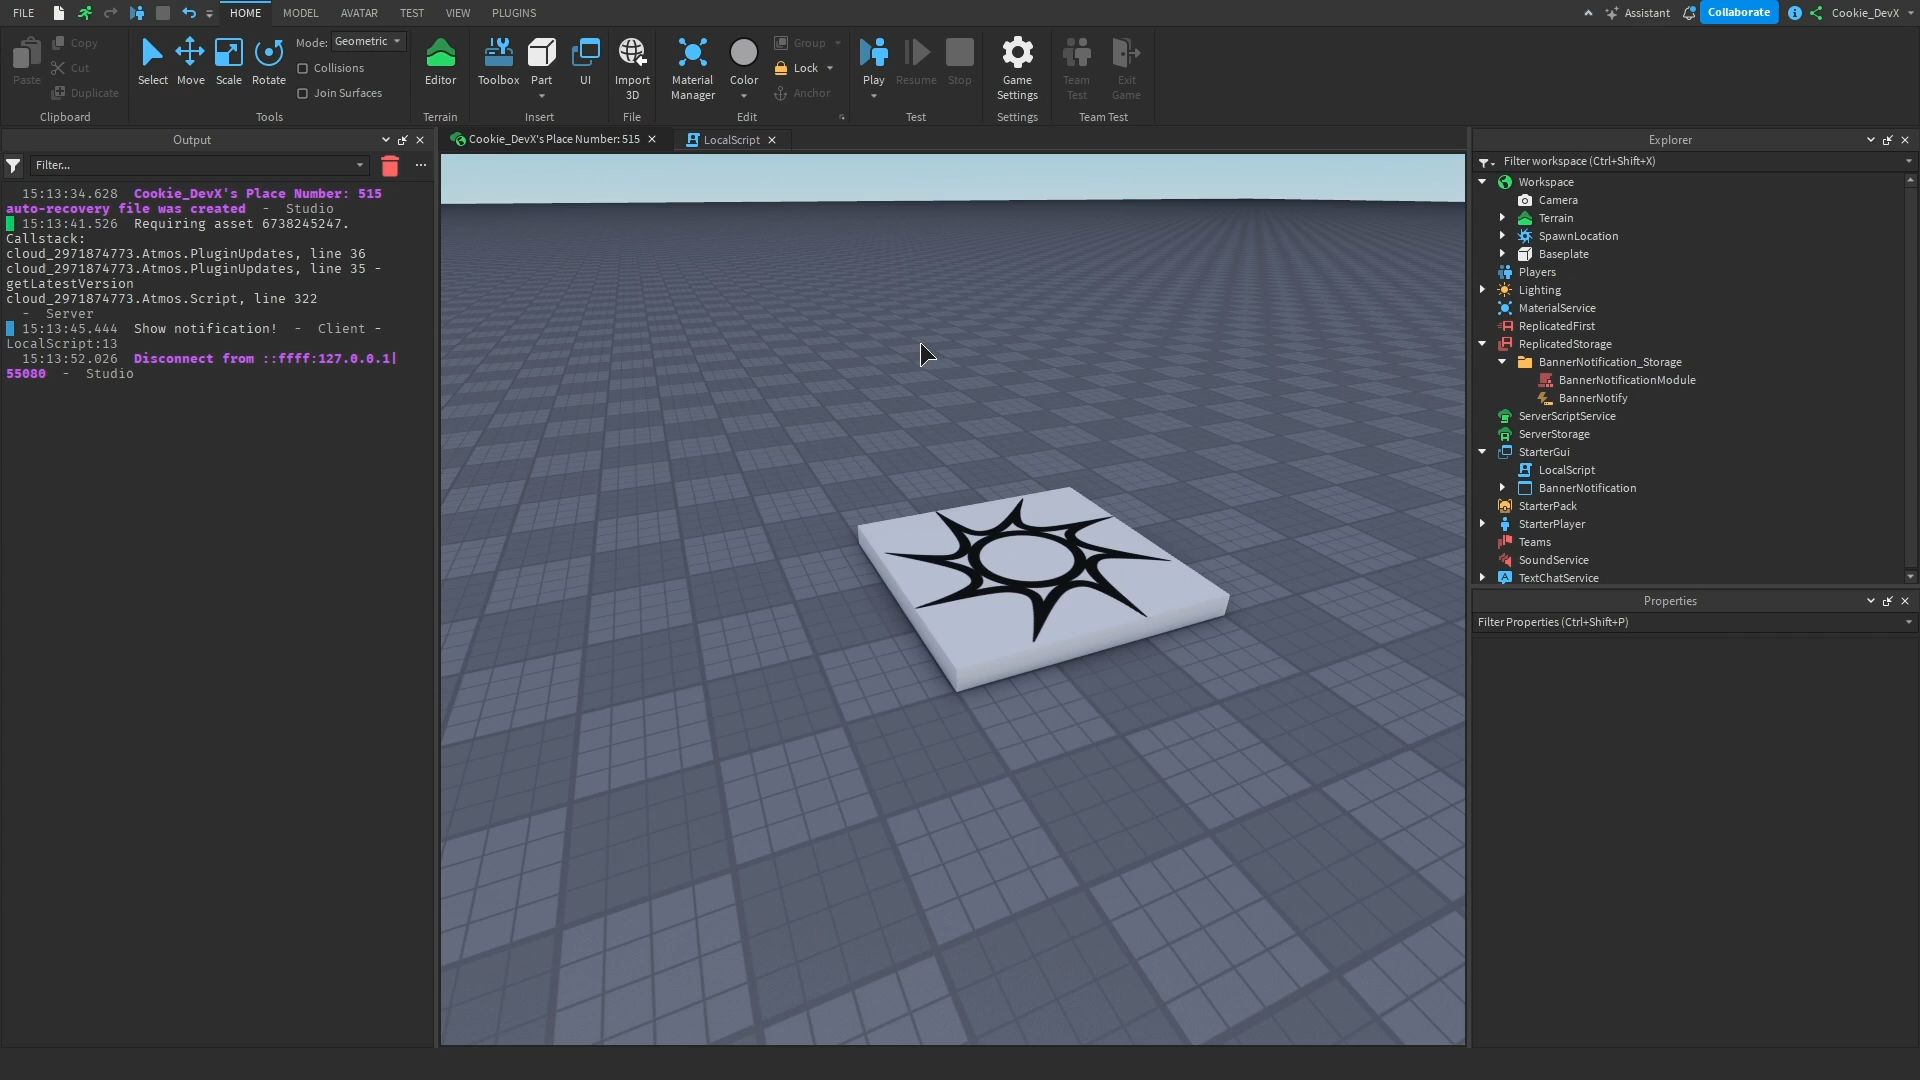 FILE
HOME
MODEL
AVATAR
TEST
VIEW
PLUGINS
Assistant
Collaborate
Cookie_DevX
Paste
Copy
Cut
Duplicate
Clipboard
Select
Move
Scale
Rotate
Mode:
Geometric
Collisions
Join Surfaces
Tools
Editor
Terrain
Toolbox
Part
UI
Insert
Import
3D
File
Material
Manager
Color
Group
Lock
Anchor
Edit
Play
Resume
Stop
Test
Game
Settings
Settings
Team
Test
Exit
Game
Team Test
Output
Filter...
15:13:34.628 Cookie_DevX's Place Number: 515
auto-recovery file was created - Studio
15:13:41.526 Requiring asset 6738245247.
Callstack:
cloud_2971874773.Atmos.PluginUpdates, line 36
cloud_2971874773.Atmos.PluginUpdates, line 35 -
getLatestVersion
cloud_2971874773.Atmos.Script, line 322
- Server
15:13:45.444 Show notification! - Client -
LocalScript:13
15:13:52.026 Disconnect from ::ffff:127.0.0.1|
55080 - Studio
Cookie_DevX's Place Number: 515
LocalScript
Explorer
Filter workspace (Ctrl+Shift+X)
Workspace
Camera
Terrain
SpawnLocation
Baseplate
Players
Lighting
MaterialService
ReplicatedFirst
ReplicatedStorage
BannerNotification_Storage
BannerNotificationModule
BannerNotify
ServerScriptService
ServerStorage
StarterGui
LocalScript
BannerNotification
StarterPack
StarterPlayer
Teams
SoundService
TextChatService
Properties
Filter Properties (Ctrl+Shift+P)